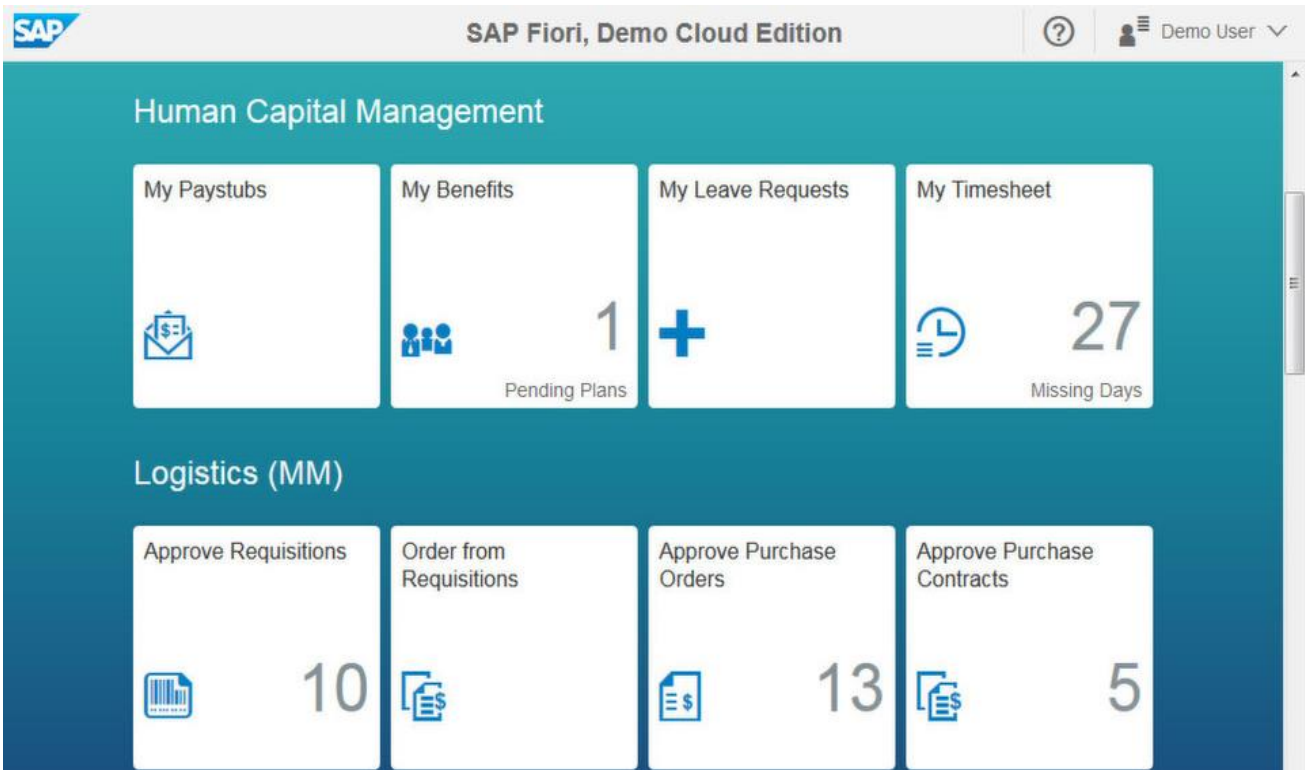 SAP
SAP Fiori, Demo Cloud Edition
?
Demo User
Human Capital Management
My Paystubs
$
My Benefits
1
Pending Plans
My Leave Requests
My Timesheet
27
Missing Days
Logistics (MM)
Approve Requisitions
10
Order from
Requisitions
$
Approve Purchase
Orders
$
13
Approve Purchase
Contracts
$
5